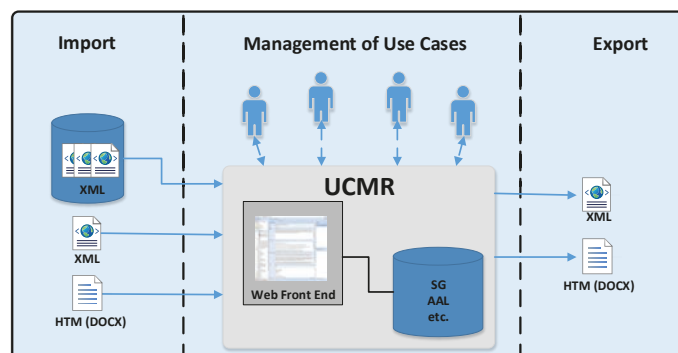 Import
Management of Use Cases
Export
UCMR
XML
XML
HTM (DOCX)
Web Front End
SG
AAL
etc.
XML
HTM (DOCX)